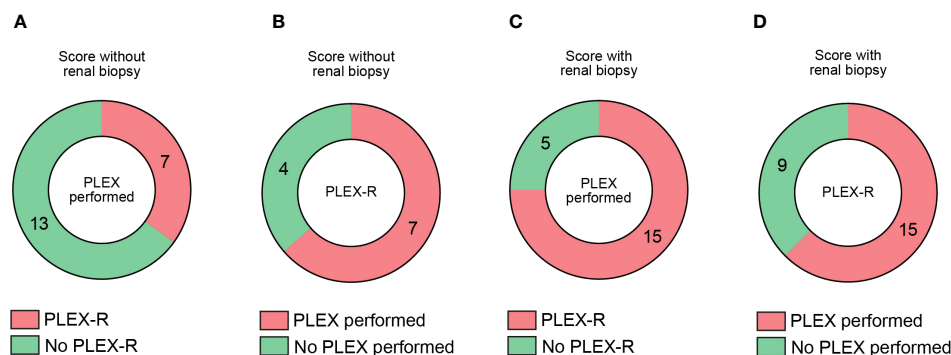 A
Score without
renal biopsy
7
PLEX
performed
13
PLEX-R
No PLEX-R
B
Score without
renal biopsy
4
PLEX-R
7
PLEX performed
No PLEX performed
C
Score with
renal biopsy
5
PLEX
performed
15
PLEX-R
No PLEX-R
D
Score with
renal biopsy
9
PLEX-R
15
PLEX performed
No PLEX performed